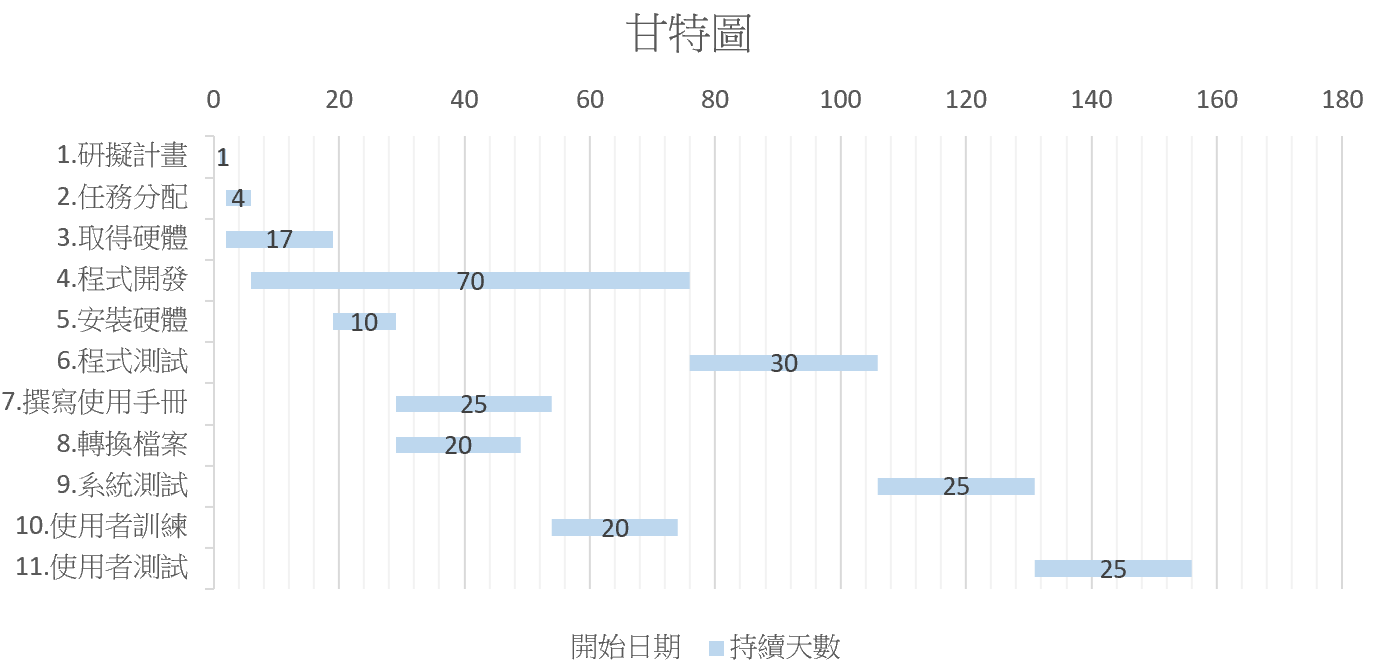 甘特圖
0 20 40 60 80 100 120 140 160 180
1.研擬計畫 1
2.任務分配 4
3.取得硬體 17
4.程式開發 70
5.安裝硬體 10
6.程式測試 30
7.撰寫使用手冊 25
8.轉換檔案 20
9.系統測試 25
10.使用者訓練 20
11.使用者測試 25
開始日期 持續天數